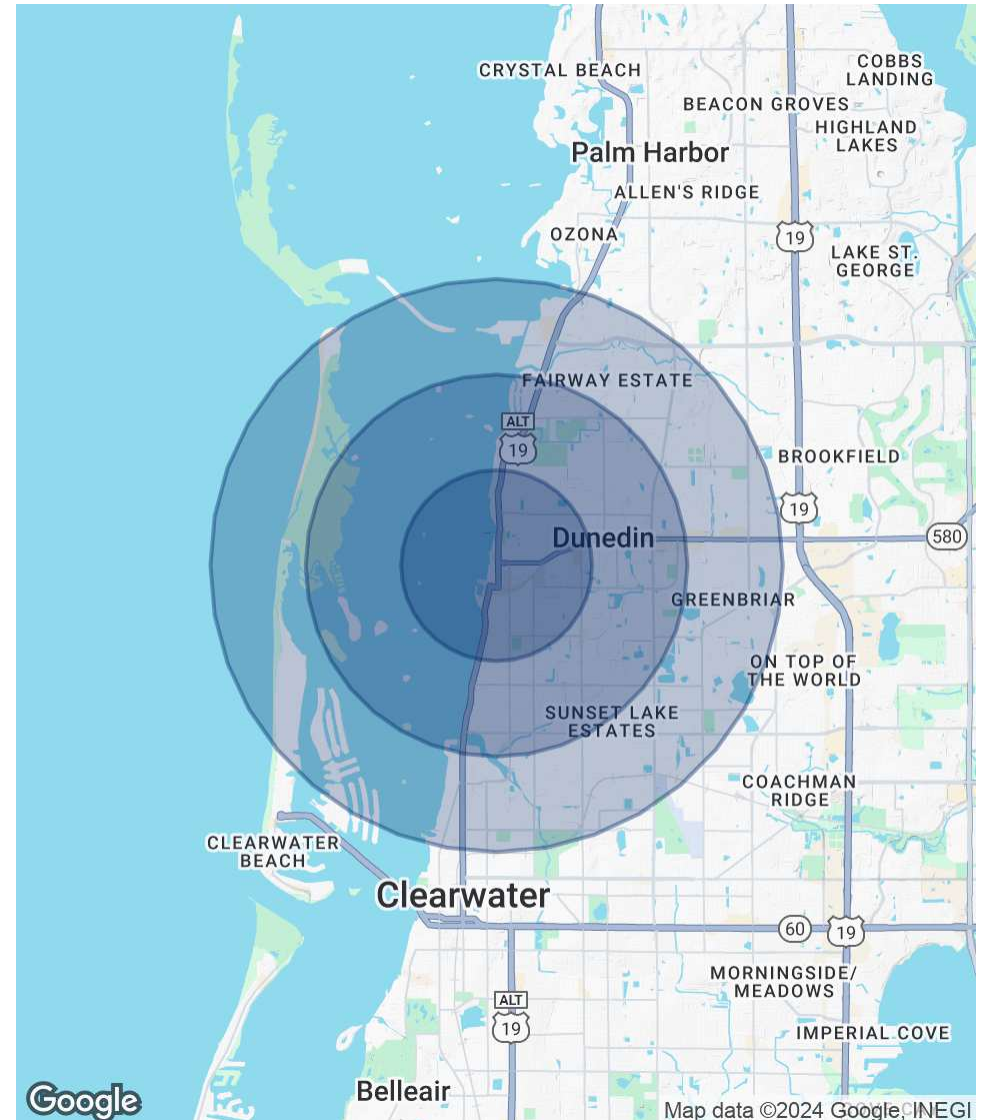 CRYSTAL BEACH
COBBS
LANDING
BEACON GROVES
HIGHLAND
LAKES
Palm Harbor
ALLEN'S RIDGE
OZONA
19
LAKE ST.
GEORGE
FAIRWAY ESTATE
ALT
19
BROOKFIELD
19
Dunedin
580
GREENBRIAR
ON TOP OF
THE WORLD
SUNSET LAKE
ESTATES
COACHMAN
RIDGE
CLEARWATER
BEACH
Clearwater
60
19
MORNINGSIDE/
MEADOWS
ALT
19
IMPERIAL COVE
Belleair
Google
Map data ©2024 Google, INEGI